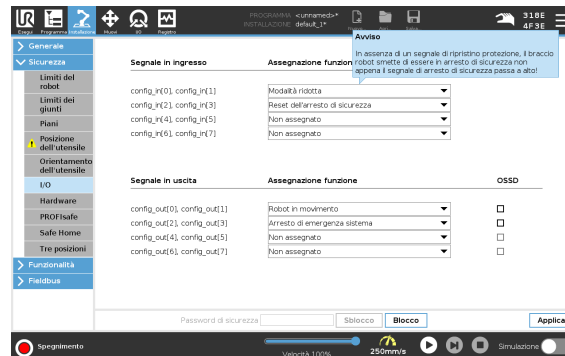 PROGRAMMA <unnamed>*
INSTALLAZIONE default_1*
318E
4F3E
Esegui Programma Installazione Muovi I/O Registro
Avviso
In assenza di un segnale di ripristino protezione, il braccio
robot smette di essere in arresto di sicurezza non
appena il segnale di arresto di sicurezza passa a alto!
Generale
Sicurezza
Limiti del
robot
Limiti dei
giunti
Piani
Posizione
dell'utensile
Orientamento
dell'utensile
I/O
Hardware
PROFIsafe
Safe Home
Tre posizioni
Funzionalità
Fieldbus
Segnale in ingresso Assegnazione funzion
config_in[0], config_in[1] Modalità ridotta
config_in[2], config_in[3] Reset dell'arresto di sicurezza
config_in[4], config_in[5] Non assegnato
config_in[6], config_in[7] Non assegnato
Segnale in uscita Assegnazione funzione OSSD
config_out[0], config_out[1] Robot in movimento
config_out[2], config_out[3] Arresto di emergenza sistema
config_out[4], config_out[5] Non assegnato
config_out[6], config_out[7] Non assegnato
Password di sicurezza Sblocco Blocco Applica
Spegnimento
Velocità 100%
250mm/s
Simulazione